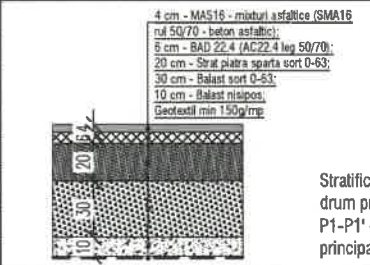 4 cm - MAS16 - mixturi asfaltice (SMA16
rul 50/70 - beton asfaltic);
6 cm - BAD 22.4 (AC22.4 leg 50/70);
20 cm - Strat piatra sparta sort 0-63;
30 cm - Balast sort 0-63;
10 cm - Balast nisipos;
Geotextil min 150g/mp
6 4
20
30
10
Stratific
drum pr
P1-P1'
principa